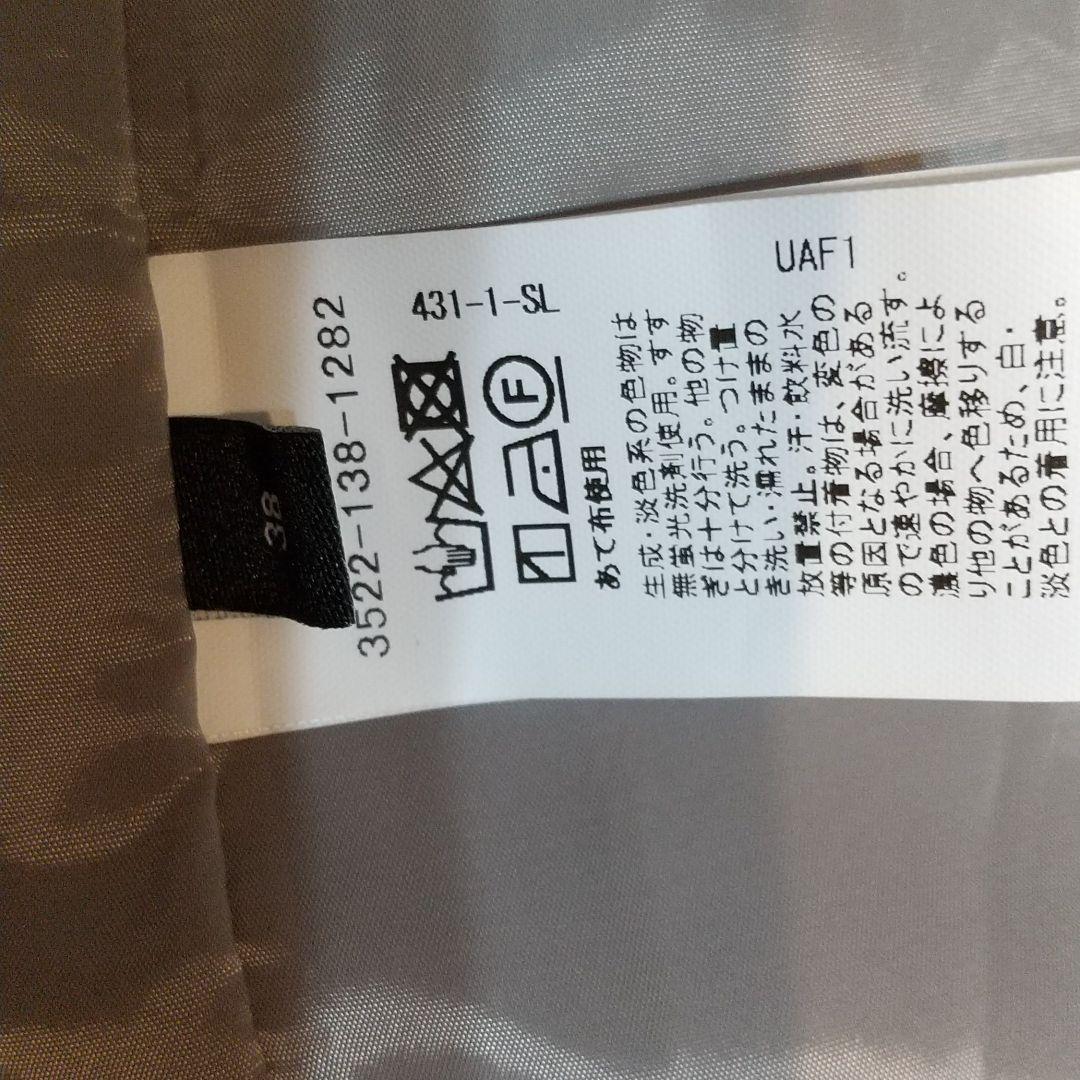 38
3522-138-1282
431-1-SL
F
あて布使用
生成・淡色系の色物は
無蛍光洗剤使用。すす
ぎは十分行う。他の物
と分けて洗う。つけ置
き洗い・濡れたままの
放置禁止。汗・飲料水
等の付着物は、変色の
原因となる場合がある
ので速やかに洗い流す。
濃色の場合、摩擦によ
り他の物へ色移りする
ことがあるため、白・
淡色との着用に注意。
UAF1